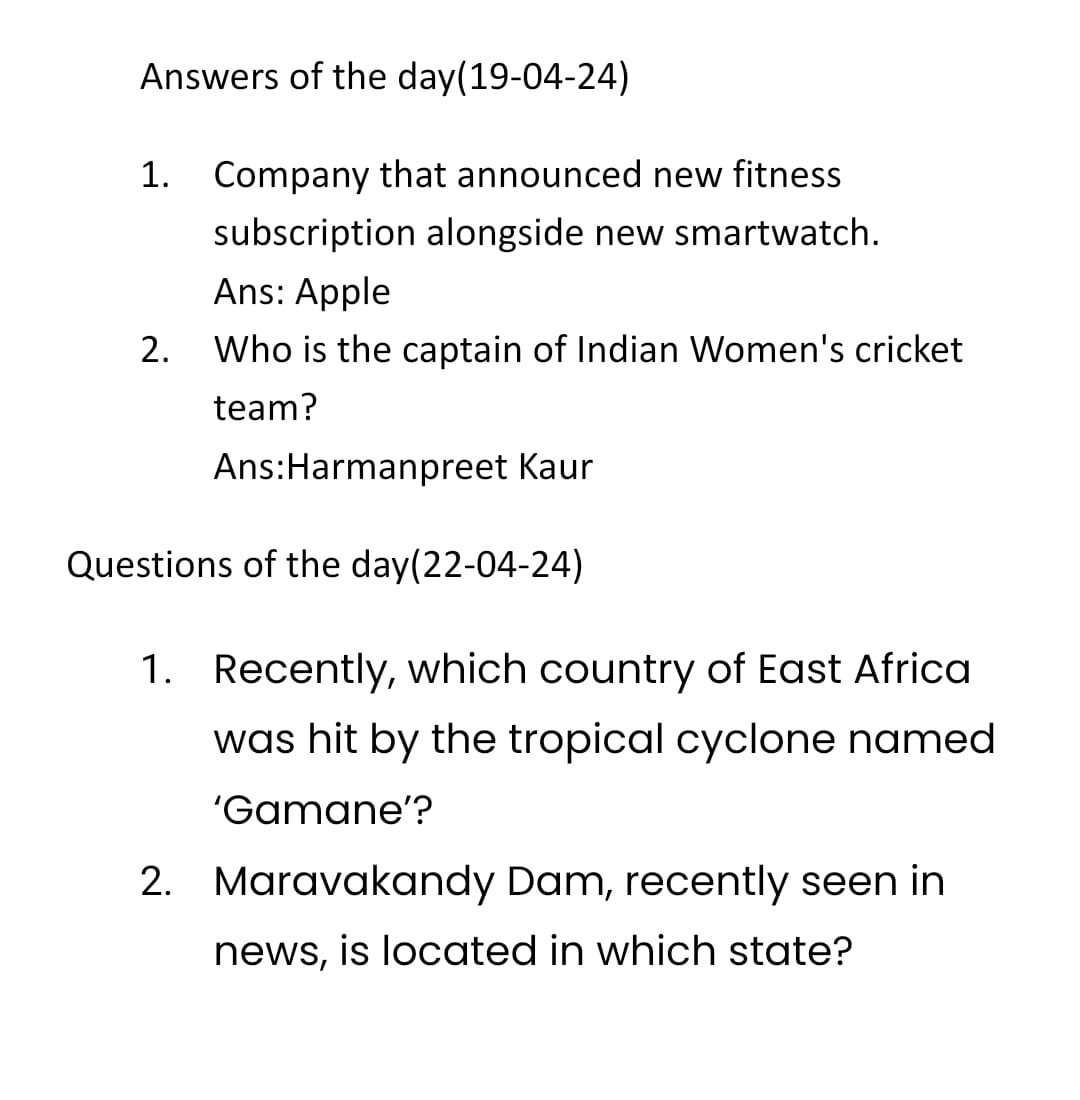 Answers of the day(19-04-24)
1. Company that announced new fitness
subscription alongside new smartwatch.
Ans: Apple
2. Who is the captain of Indian Women's cricket
team?
Ans:Harmanpreet Kaur
Questions of the day(22-04-24)
1. Recently, which country of East Africa
was hit by the tropical cyclone named
‘Gamane’?
2. Maravakandy Dam, recently seen in
news, is located in which state?